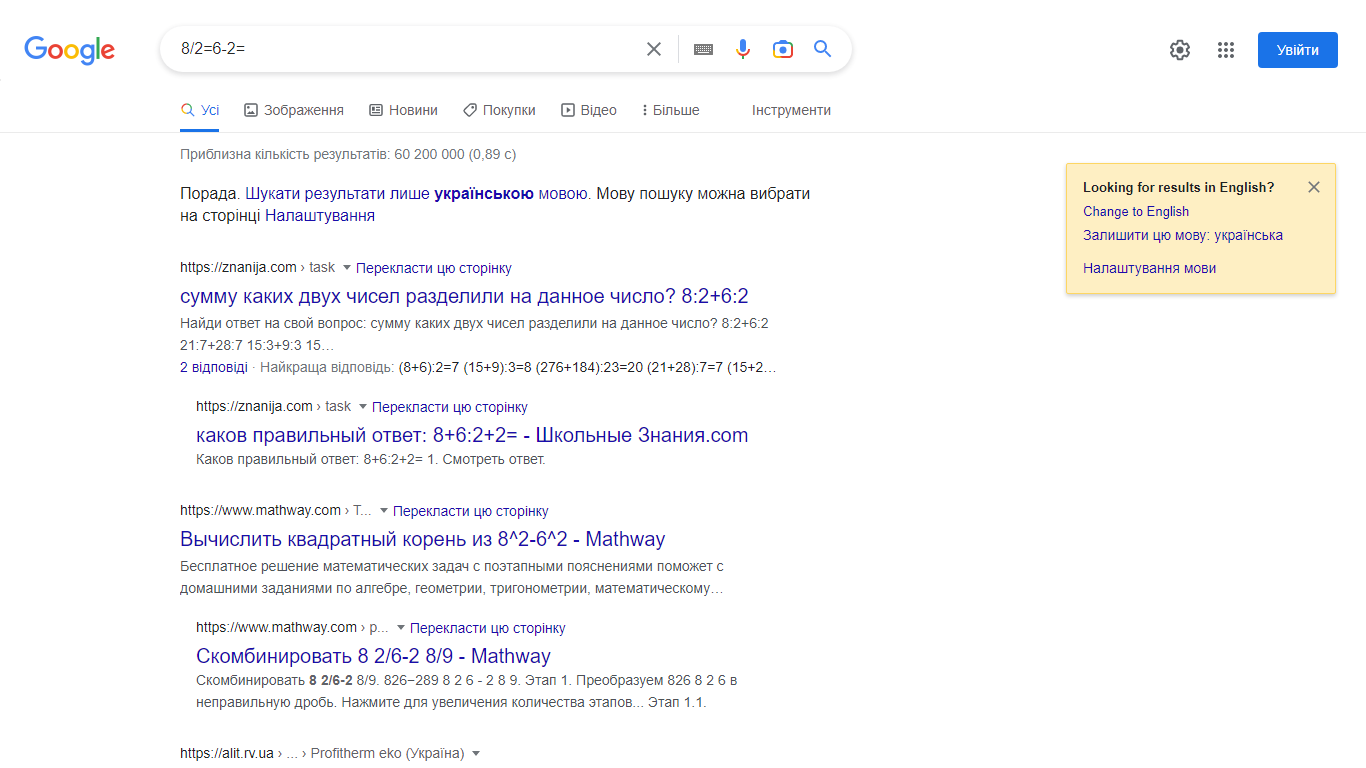 Google
8/2=6-2=
Увійти
Усі
Зображення
Новини
Покупки
Відео
Більше
Інструменти
Приблизна кількість результатів: 60 200 000 (0,89 с)
Порада. Шукати результати лише українською мовою. Мову пошуку можна вибрати
на сторінці Налаштування
Looking for results in English?
Change to English
Залишити цю мову: українська
Налаштування мови
https://znanija.com › task Перекласти цю сторінку
сумму каких двух чисел разделили на данное число? 8:2+6:2
Найди ответ на свой вопрос: сумму каких двух чисел разделили на данное число? 8:2+6:2
21:7+28:7 15:3+9:3 15…
2 відповіді · Найкраща відповідь: (8+6):2=7 (15+9):3=8 (276+184):23=20 (21+28):7=7 (15+2…
https://znanija.com › task Перекласти цю сторінку
каков правильный ответ: 8+6:2+2= - Школьные Знания.com
Каков правильный ответ: 8+6:2+2= 1. Смотреть ответ.
https://www.mathway.com › T... Перекласти цю сторінку
Вычислить квадратный корень из 8^2-6^2 - Mathway
Бесплатное решение математических задач с поэтапными пояснениями поможет с
домашними заданиями по алгебре, геометрии, тригонометрии, математическому…
https://www.mathway.com › p... Перекласти цю сторінку
Скомбинировать 8 2/6-2 8/9 - Mathway
Скомбинировать 8 2/6-2 8/9. 826−289 8 2 6 - 2 8 9. Этап 1. Преобразуем 826 8 2 6 в
неправильную дробь. Нажмите для увеличения количества этапов... Этап 1.1.
https://alit.rv.ua › ... › Profitherm eko (Україна)